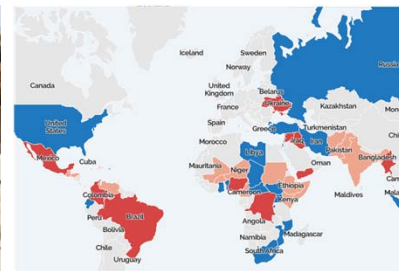 Iceland
Sweden
Norway
Russia
Canada
United
Kingdom
Belarus
Ukraine
Kazakhstan
France
United
States
Spain
Greece
Turkmenistan
Morocco
Iraq
Iran
Pakistan
Libya
Mexico
Cuba
Oman
Bangladesh
Mauritania
Niger
Cameroon
Ethiopia
Kenya
Maldives
Colombia
Peru
Brazil
Bolivia
Angola
Namibia
Madagascar
Chile
South Africa
Uruguay